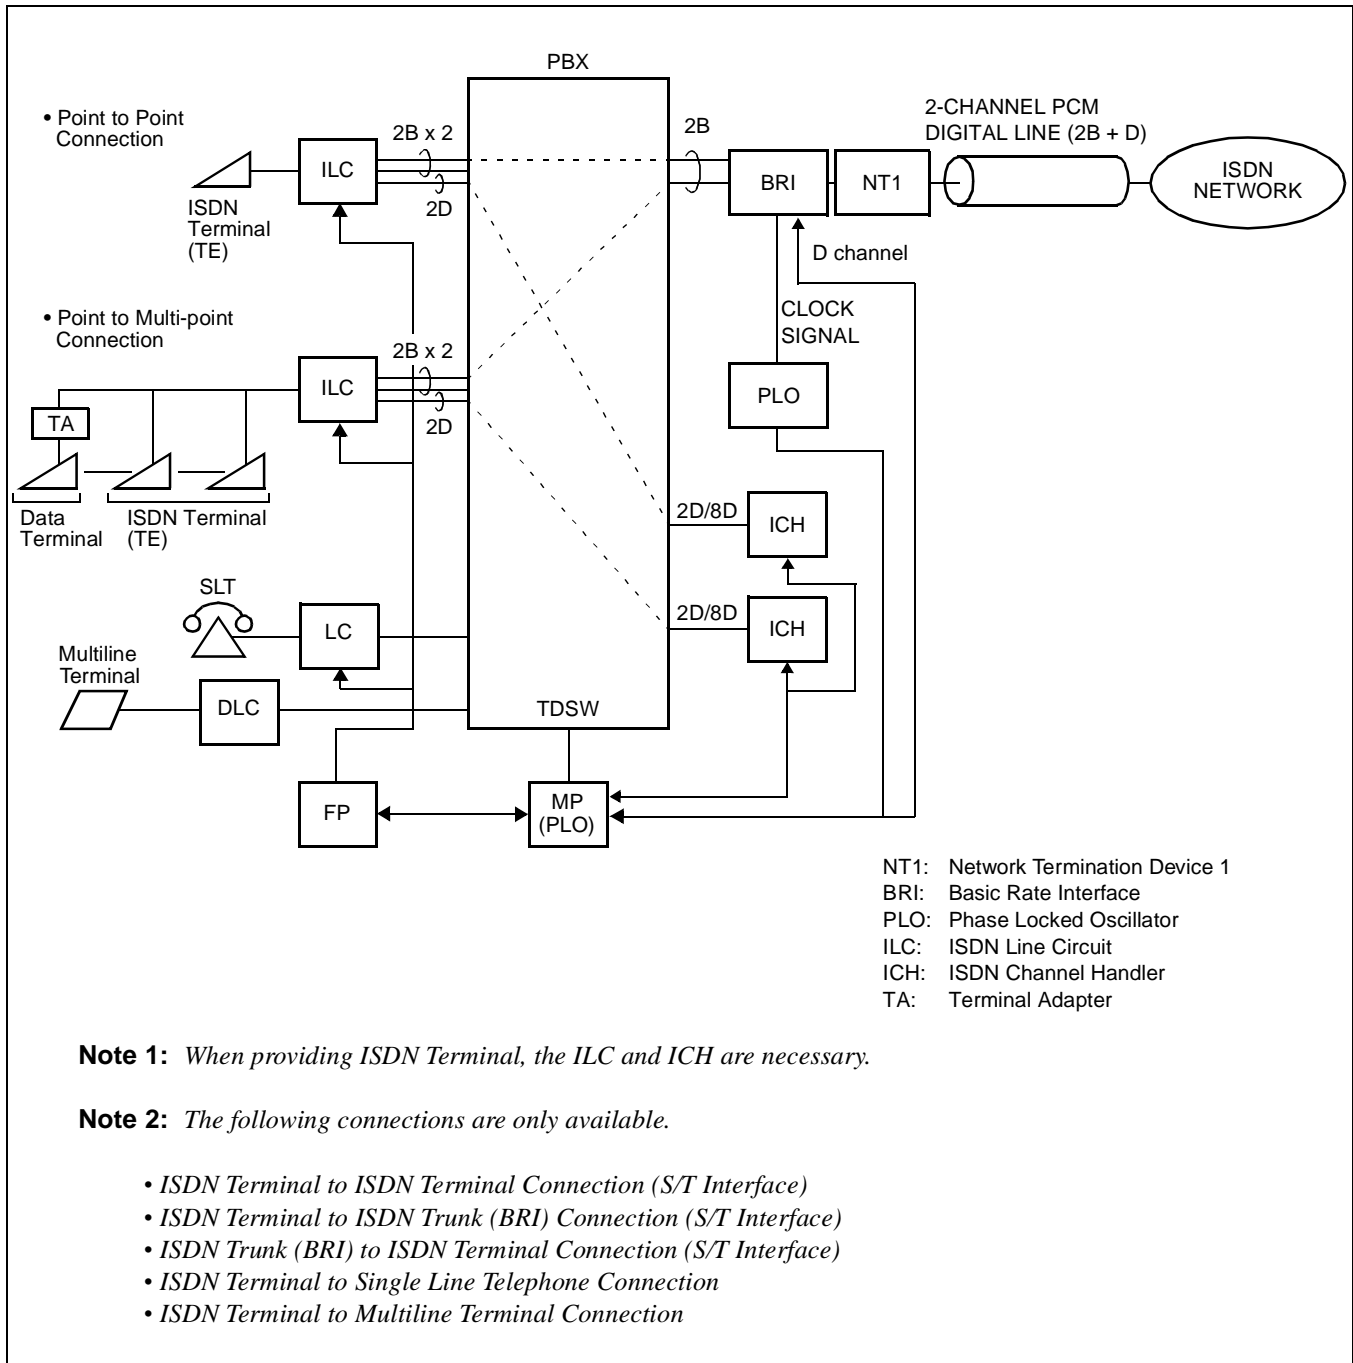 PBX
• Point to Point
Connection
2B x 2
ILC
2D
ISDN
Terminal
(TE)
2B
BRI
NT1
2-CHANNEL PCM
DIGITAL LINE (2B + D)
ISDN
NETWORK
D channel
CLOCK
SIGNAL
PLO
• Point to Multi-point
Connection
2B x 2
ILC
2D
TA
Data
Terminal
ISDN Terminal
(TE)
2D/8D
ICH
2D/8D
ICH
SLT
LC
Multiline
Terminal
DLC
TDSW
FP
MP
(PLO)
NT1: Network Termination Device 1
BRI: Basic Rate Interface
PLO: Phase Locked Oscillator
ILC: ISDN Line Circuit
ICH: ISDN Channel Handler
TA: Terminal Adapter
Note 1: When providing ISDN Terminal, the ILC and ICH are necessary.
Note 2: The following connections are only available.
• ISDN Terminal to ISDN Terminal Connection (S/T Interface)
• ISDN Terminal to ISDN Trunk (BRI) Connection (S/T Interface)
• ISDN Trunk (BRI) to ISDN Terminal Connection (S/T Interface)
• ISDN Terminal to Single Line Telephone Connection
• ISDN Terminal to Multiline Terminal Connection